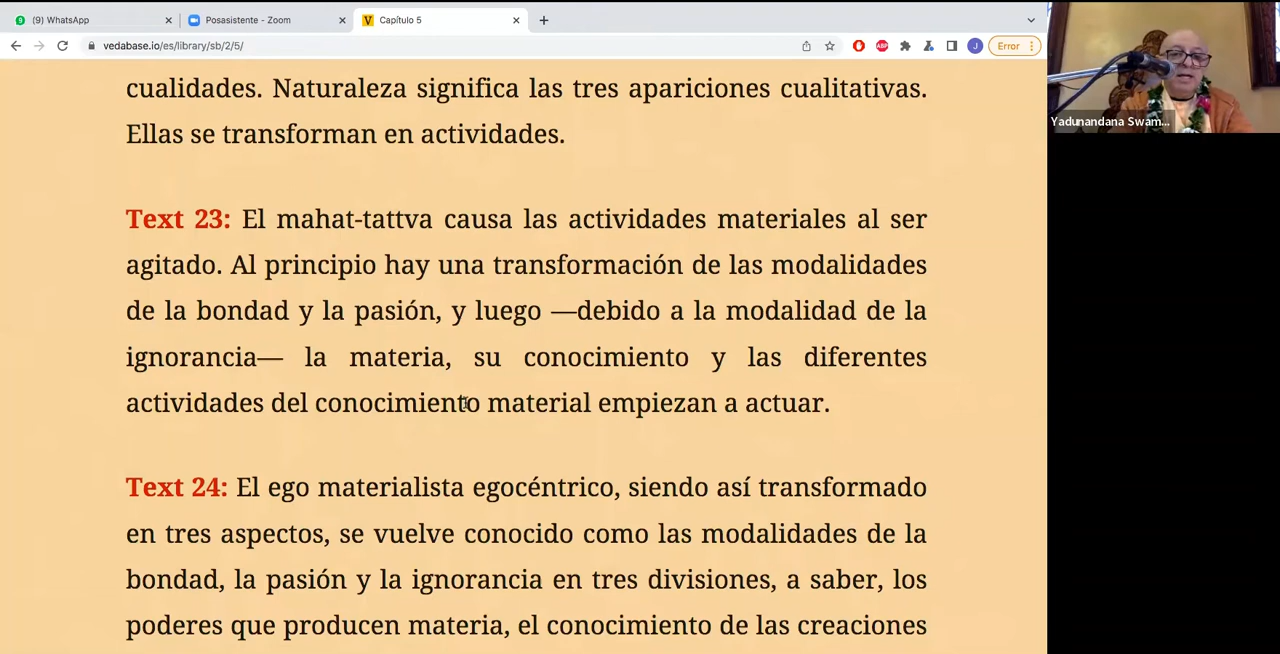 (9) WhatsApp
Posasistente - Zoom
Capítulo 5
vedabase.io/es/library/sb/2/5/
ABP
J
Error
cualidades. Naturaleza significa las tres apariciones cualitativas.
Ellas se transforman en actividades.
Text 23: El mahat-tattva causa las actividades materiales al ser
agitado. Al principio hay una transformación de las modalidades
de la bondad y la pasión, y luego —debido a la modalidad de la
ignorancia— la materia, su conocimiento y las diferentes
actividades del conocimiento material empiezan a actuar.
Text 24: El ego materialista egocéntrico, siendo así transformado
en tres aspectos, se vuelve conocido como las modalidades de la
bondad, la pasión y la ignorancia en tres divisiones, a saber, los
poderes que producen materia, el conocimiento de las creaciones
Yadunandana Swam...